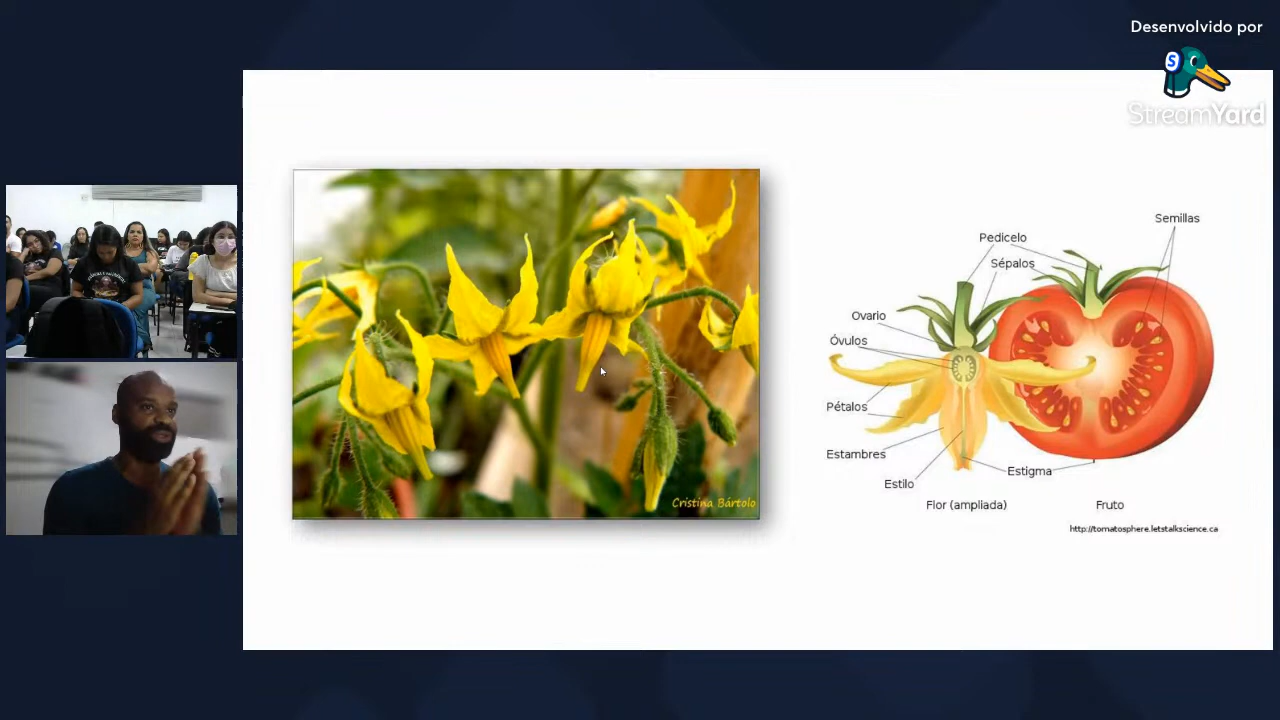 Desenvolvido por
StreamYard
Semillas
Pedicelo
Sépalos
Ovario
Óvulos
Pétalos
Estambres
Estigma
Estilo
Flor (ampliada)
Fruto
Cristina Bártolo
http://tomatosphere.letstalkscience.ca